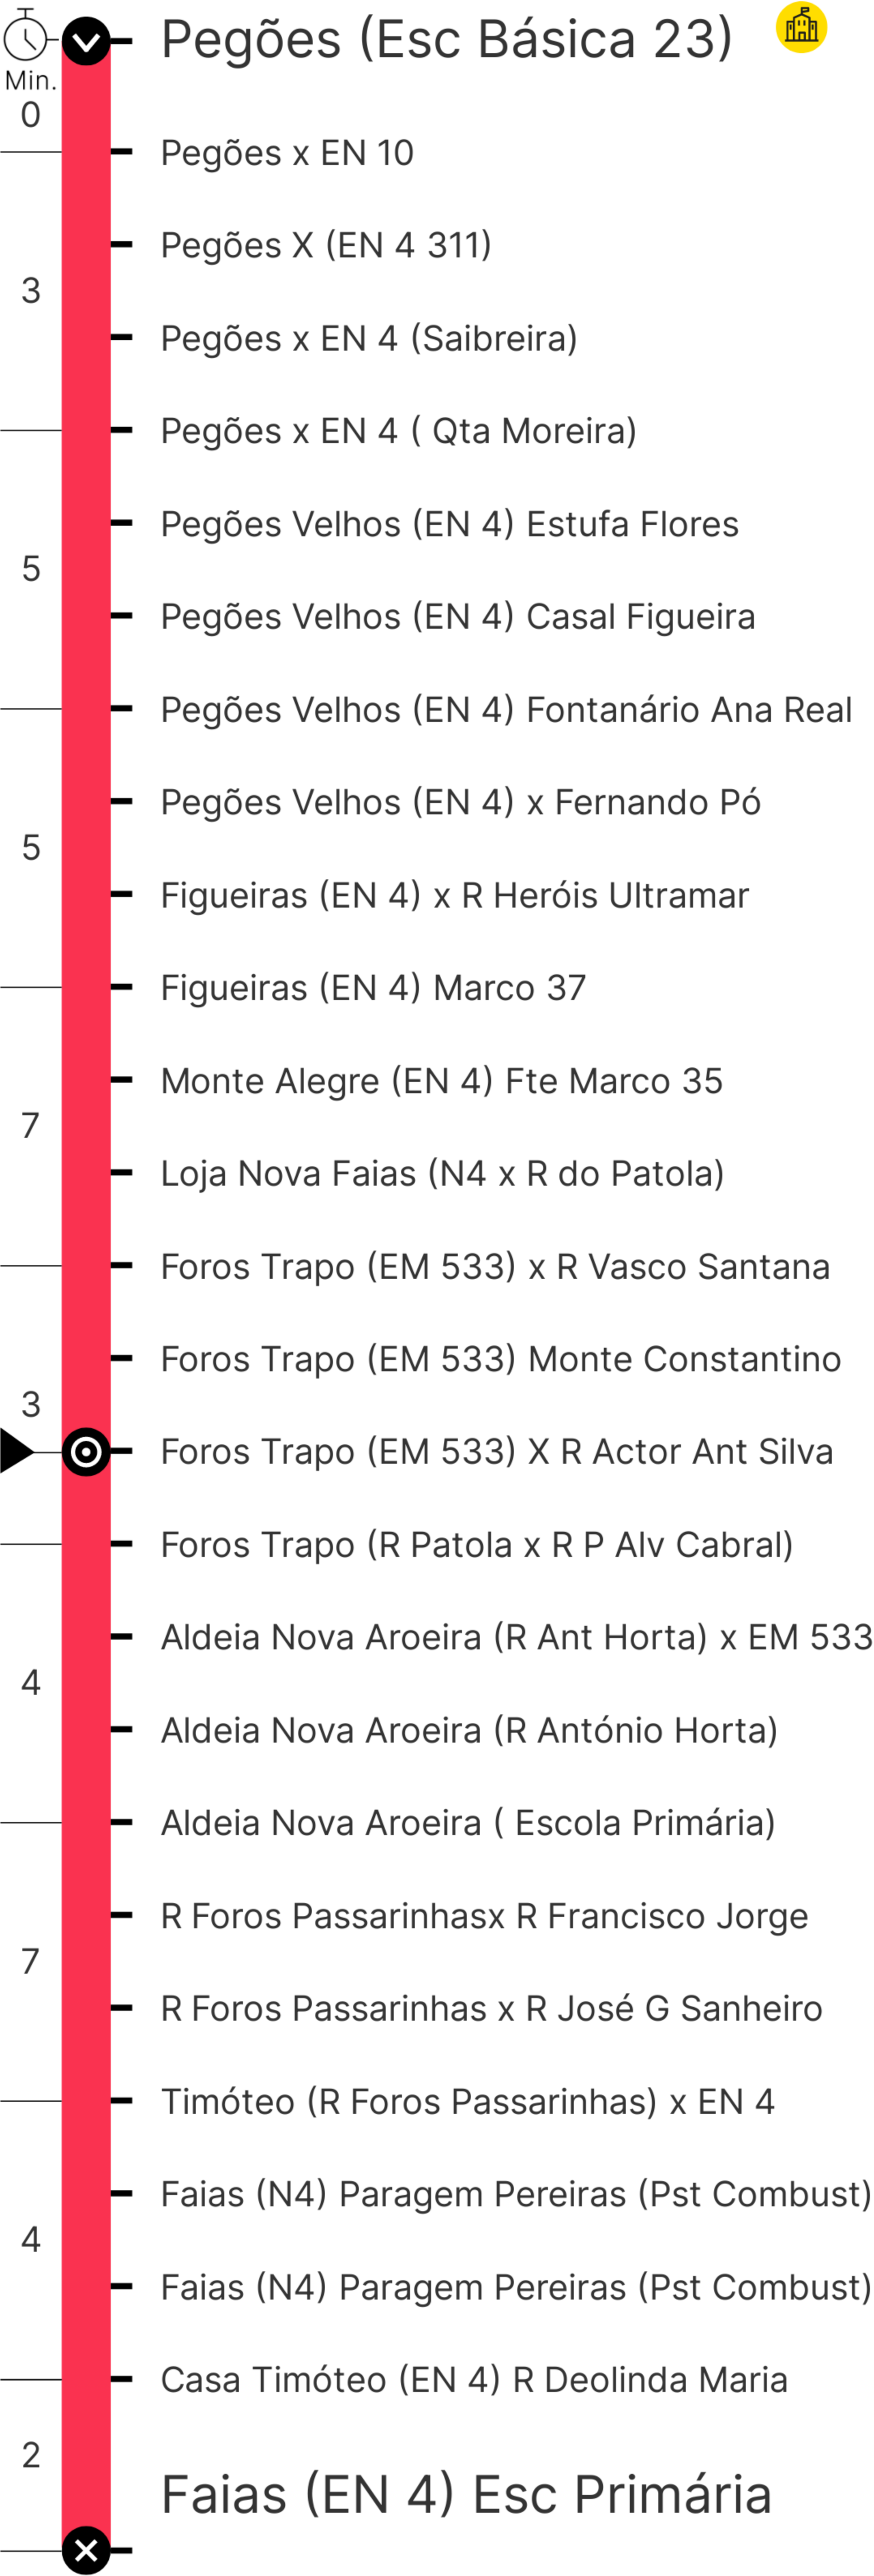 Pegões (Esc Básica 23)
Min.
0
Pegões x EN 10
Pegões X (EN 4 311)
3
Pegões x EN 4 (Saibreira)
Pegões x EN 4 ( Qta Moreira)
Pegões Velhos (EN 4) Estufa Flores
5
Pegões Velhos (EN 4) Casal Figueira
Pegões Velhos (EN 4) Fontanário Ana Real
Pegões Velhos (EN 4) x Fernando Pó
5
Figueiras (EN 4) x R Heróis Ultramar
Figueiras (EN 4) Marco 37
Monte Alegre (EN 4) Fte Marco 35
7
Loja Nova Faias (N4 x R do Patola)
Foros Trapo (EM 533) x R Vasco Santana
Foros Trapo (EM 533) Monte Constantino
3
Foros Trapo (EM 533) X R Actor Ant Silva
Foros Trapo (R Patola x R P Alv Cabral)
Aldeia Nova Aroeira (R Ant Horta) x EM 533
4
Aldeia Nova Aroeira (R António Horta)
Aldeia Nova Aroeira ( Escola Primária)
R Foros Passarinhasx R Francisco Jorge
7
R Foros Passarinhas x R José G Sanheiro
Timóteo (R Foros Passarinhas) x EN 4
Faias (N4) Paragem Pereiras (Pst Combust)
4
Faias (N4) Paragem Pereiras (Pst Combust)
Casa Timóteo (EN 4) R Deolinda Maria
2
Faias (EN 4) Esc Primária